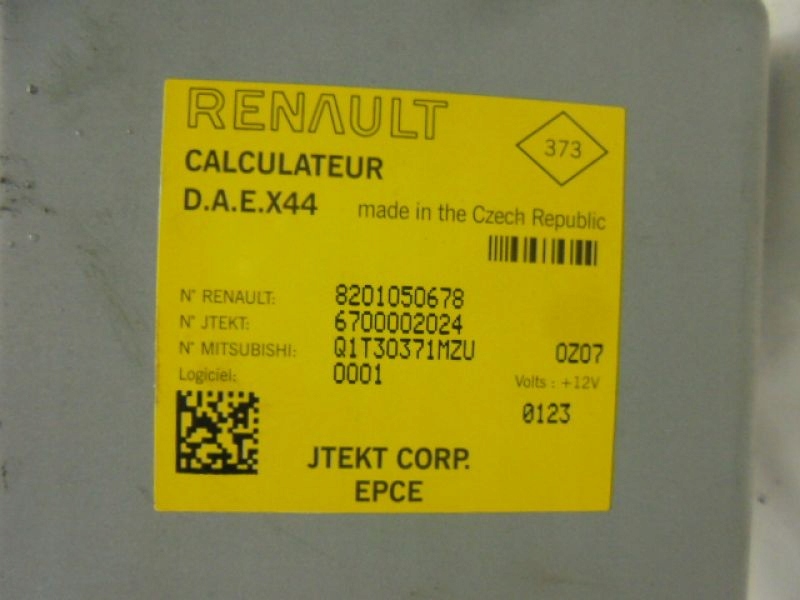 RENAULT
373
CALCULATEUR
D.A.E.X44 made in the Czech Republic
N° RENAULT: 8201050678
N° JTEKT: 6700002024
N° MITSUBISHI: Q1T30371MZU 0Z07
Logiciel: 0001 Volts : +12V
0123
JTEKT CORP.
EPCE